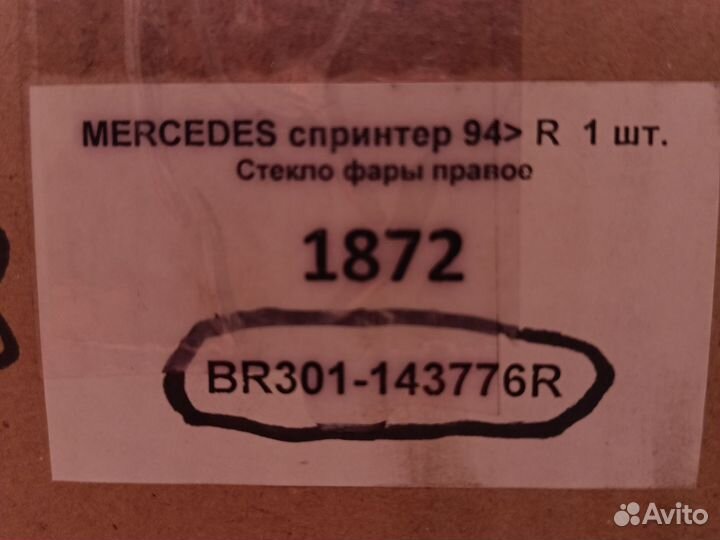 MERCEDES спринтер 94> R 1 шт.
Стекло фары правое
1872
BR301-143776R
Avito